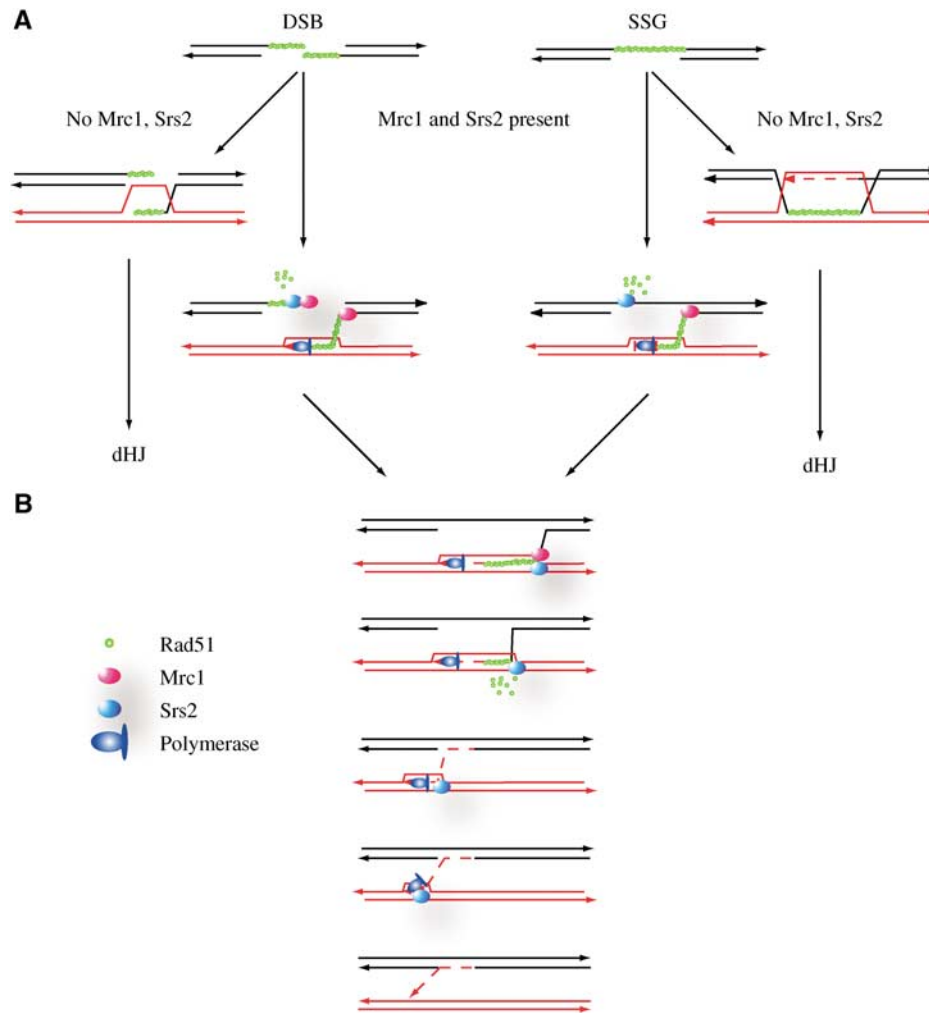 A
DSB
SSG
No Mrc1, Srs2
Mrc1 and Srs2 present
No Mrc1, Srs2
dHJ
dHJ
B
Rad51
Mrc1
Srs2
Polymerase